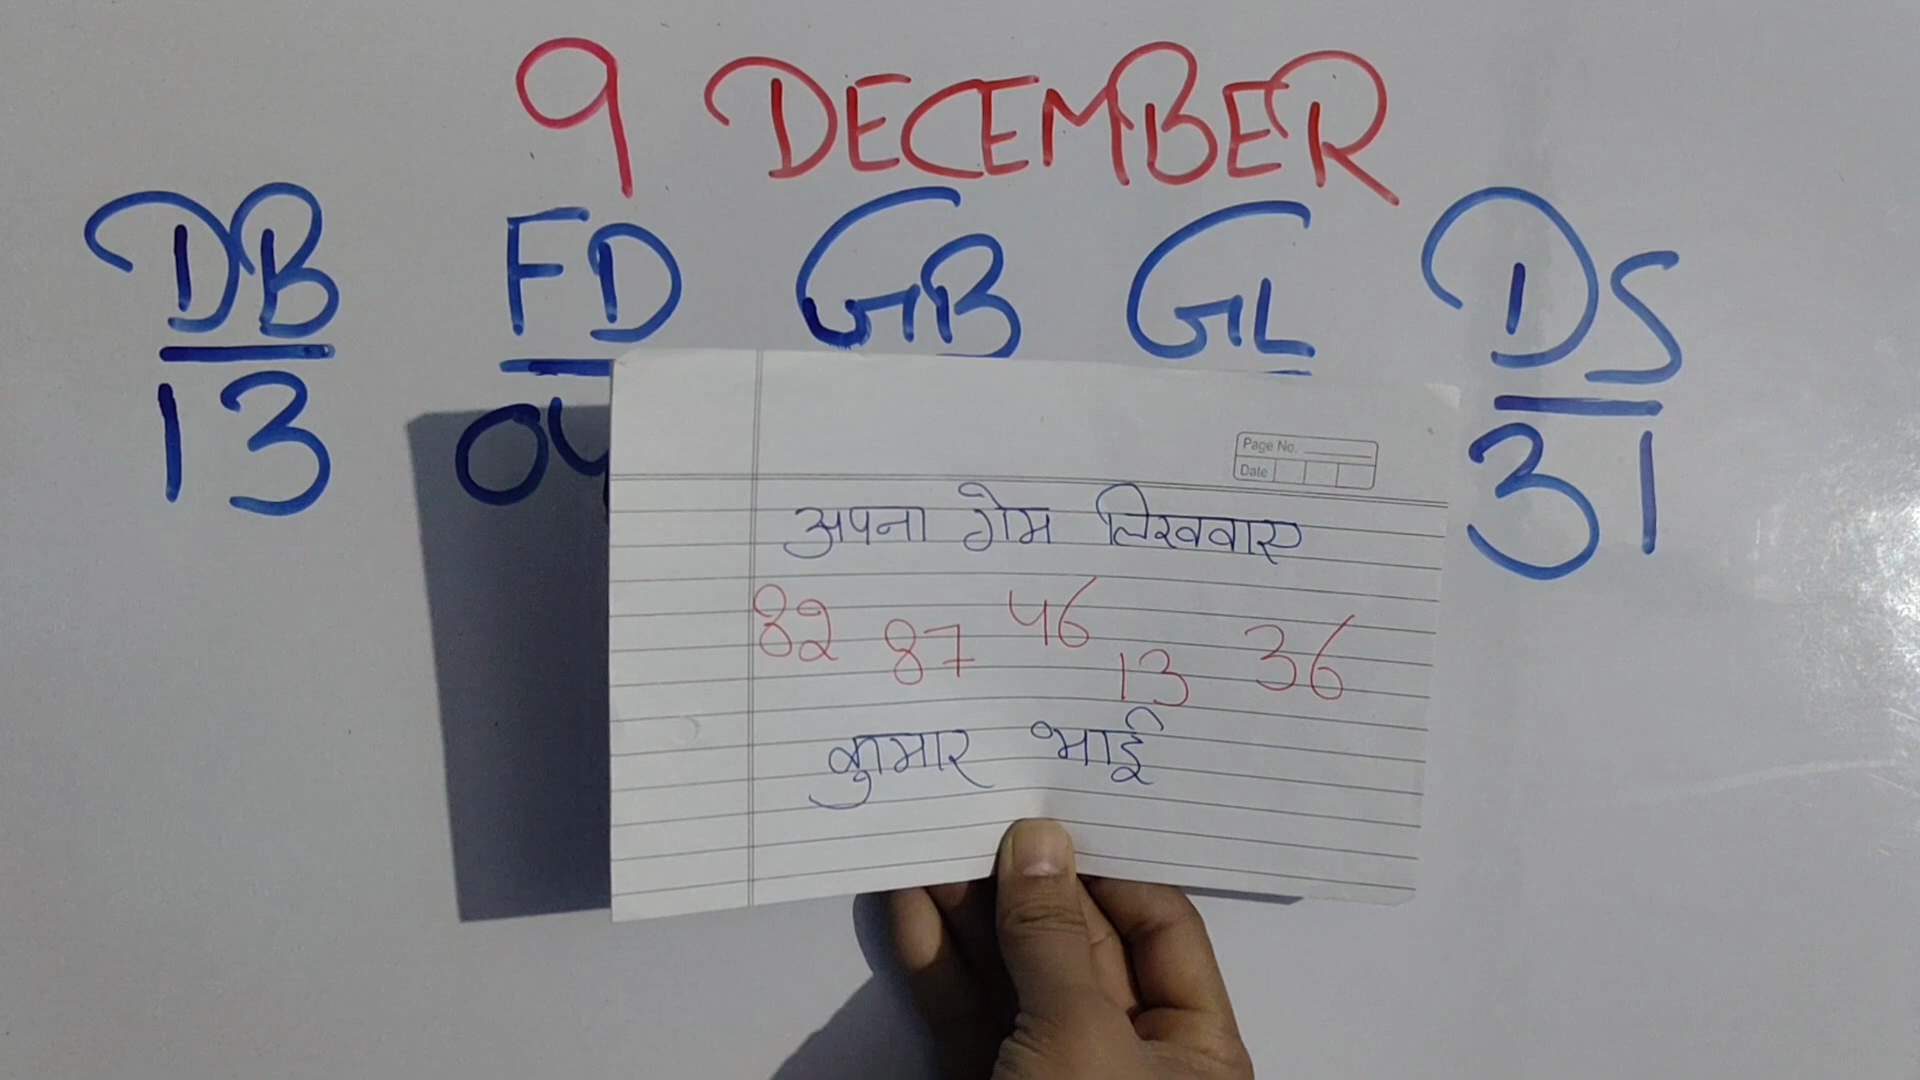 9 DECEMBER
DB FD GB GL DS
13 04 31
Page No.
Date
अपना गेम लिखवाए
82 87 46 13 36
कुमार भाई